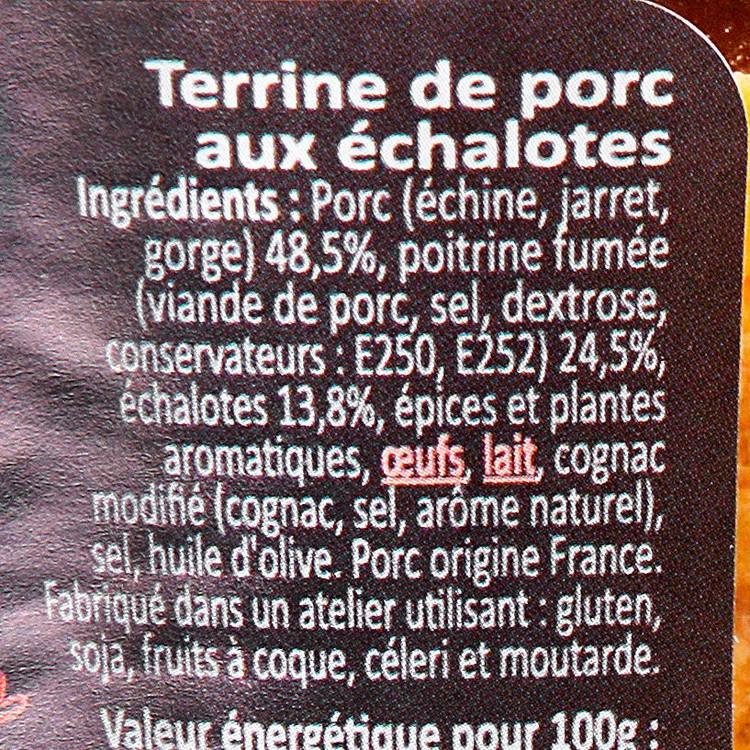 Terrine de porc
aux échalotes
Ingrédients : Porc (échine, jarret,
gorge) 48,5%, poitrine fumée
(viande de porc, sel, dextrose,
conservateurs : E250, E252) 24,5%,
échalotes 13,8%, épices et plantes
aromatiques, œufs, lait, cognac
modifié (cognac, sel, arôme naturel),
sel, huile d'olive. Porc origine France.
Fabriqué dans un atelier utilisant : gluten,
soja, fruits à coque, céleri et moutarde.
Valeur énergétique pour 100g :